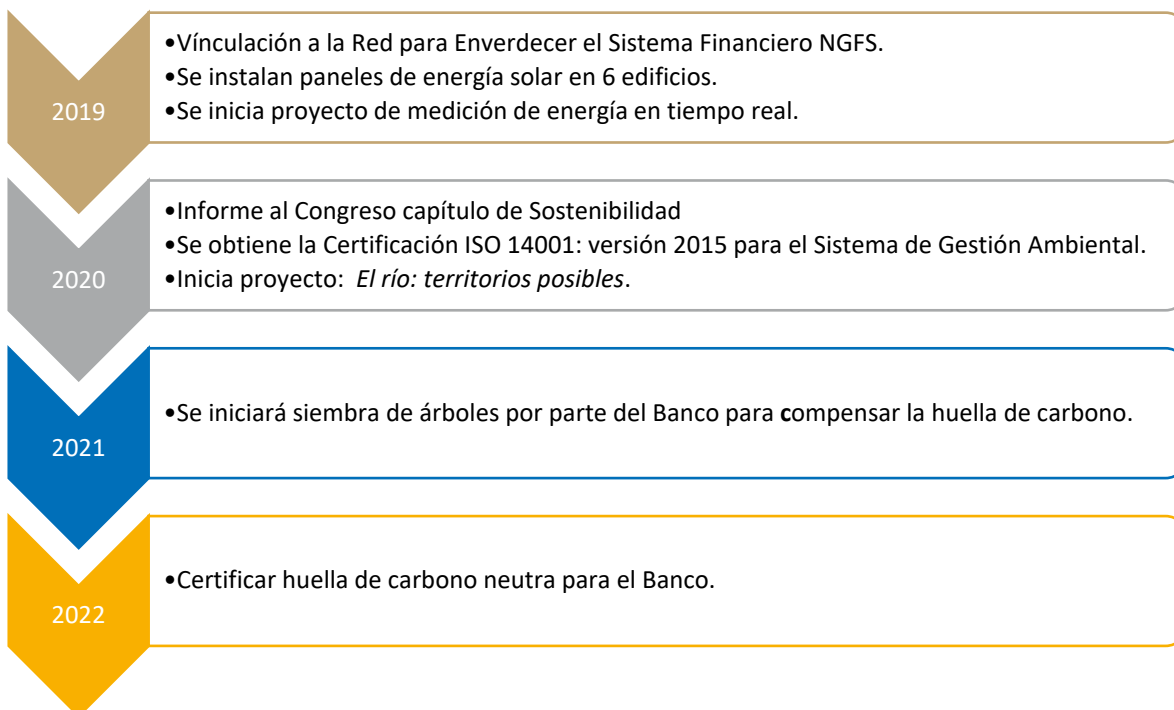 2019
•Vínculación a la Red para Enverdecer el Sistema Financiero NGFS.
•Se instalan paneles de energía solar en 6 edificios.
•Se inicia proyecto de medición de energía en tiempo real.
2020
•Informe al Congreso capítulo de Sostenibilidad
•Se obtiene la Certificación ISO 14001: versión 2015 para el Sistema de Gestión Ambiental.
•Inicia proyecto: El río: territorios posibles.
2021
•Se iniciará siembra de árboles por parte del Banco para compensar la huella de carbono.
2022
•Certificar huella de carbono neutra para el Banco.